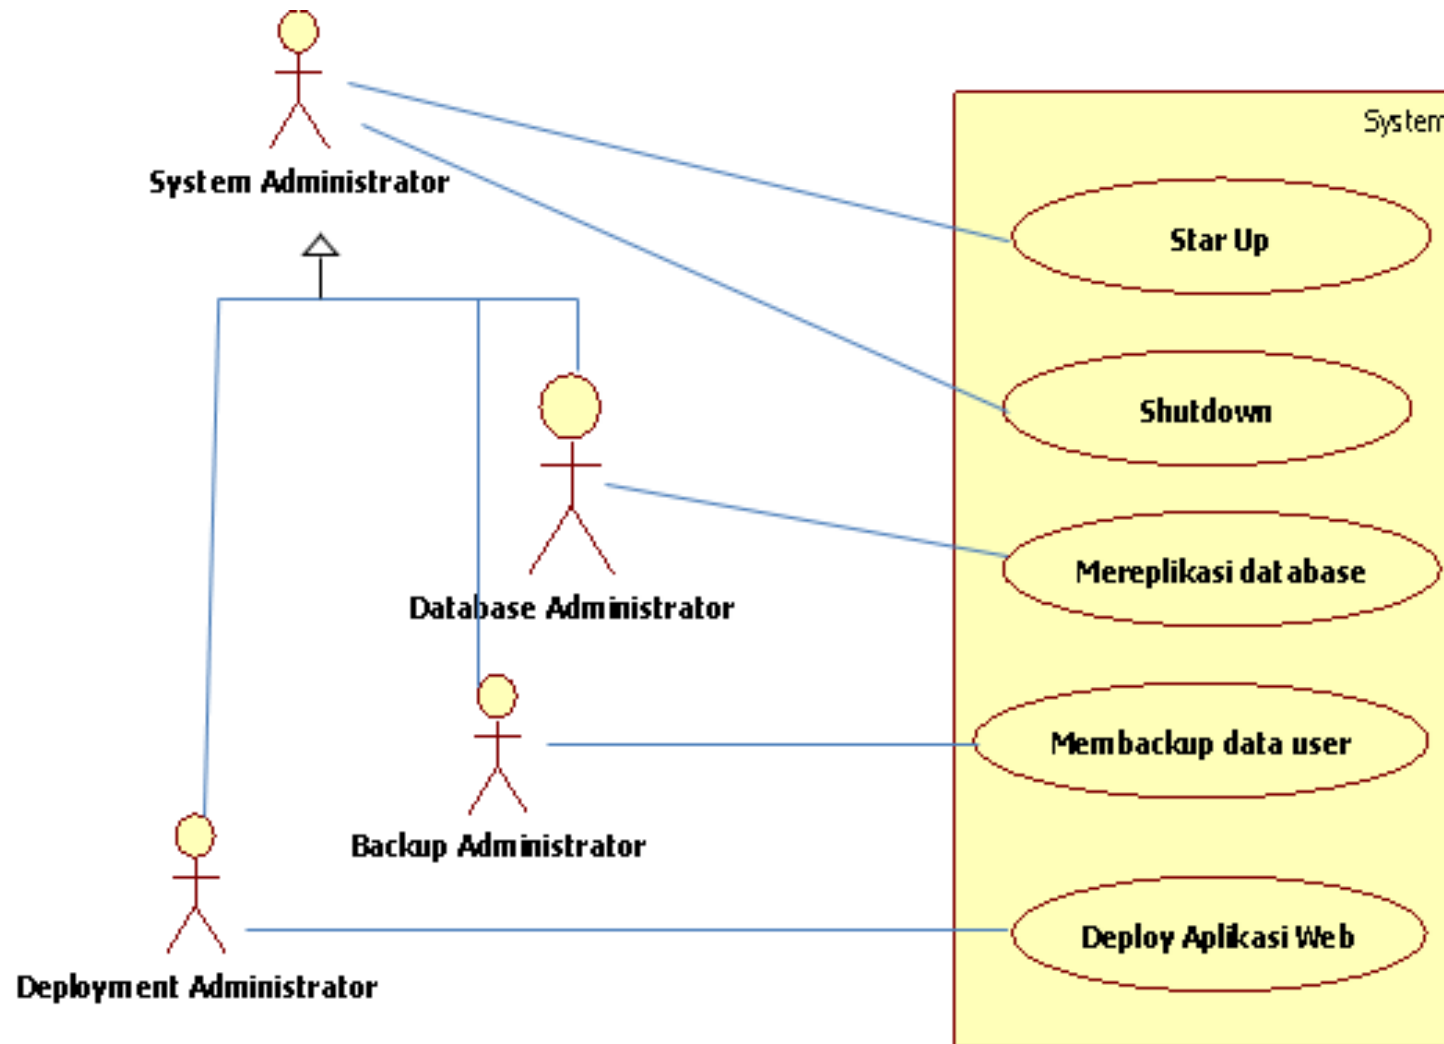 System Administrator
System
Star Up
Shutdown
Mereplikasi database
Database Administrator
Membackup data user
Backup Administrator
Deploy Aplikasi Web
Deployment Administrator